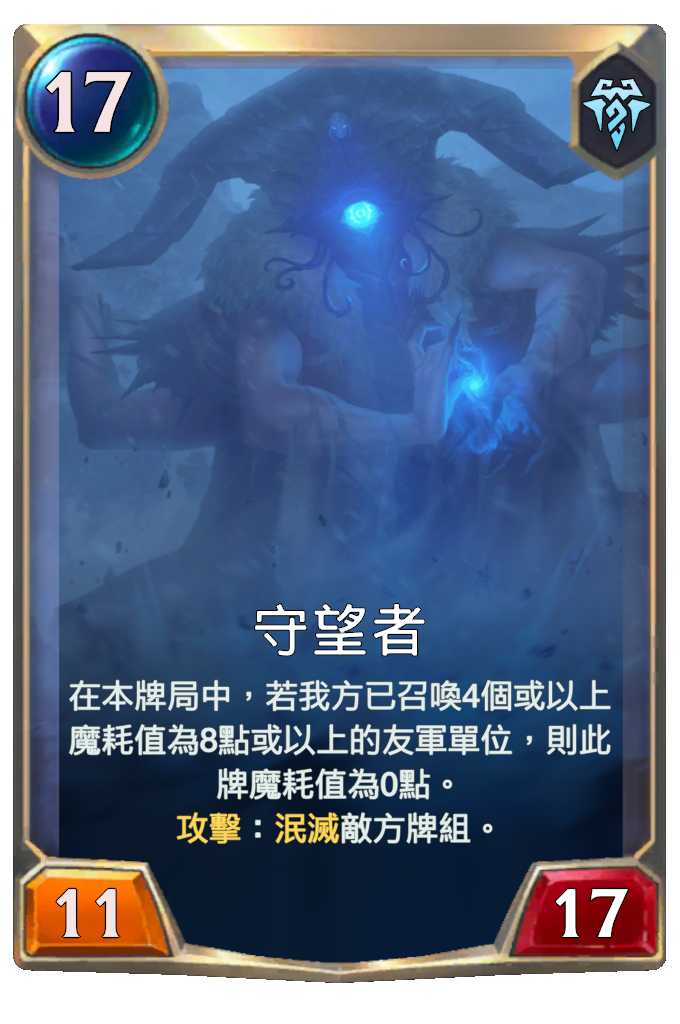 17
守望者
在本牌局中，若我方已召喚4個或以上
魔耗值為8點或以上的友軍單位，則此
牌魔耗值為0點。
攻擊：泯滅敵方牌組。
11
17